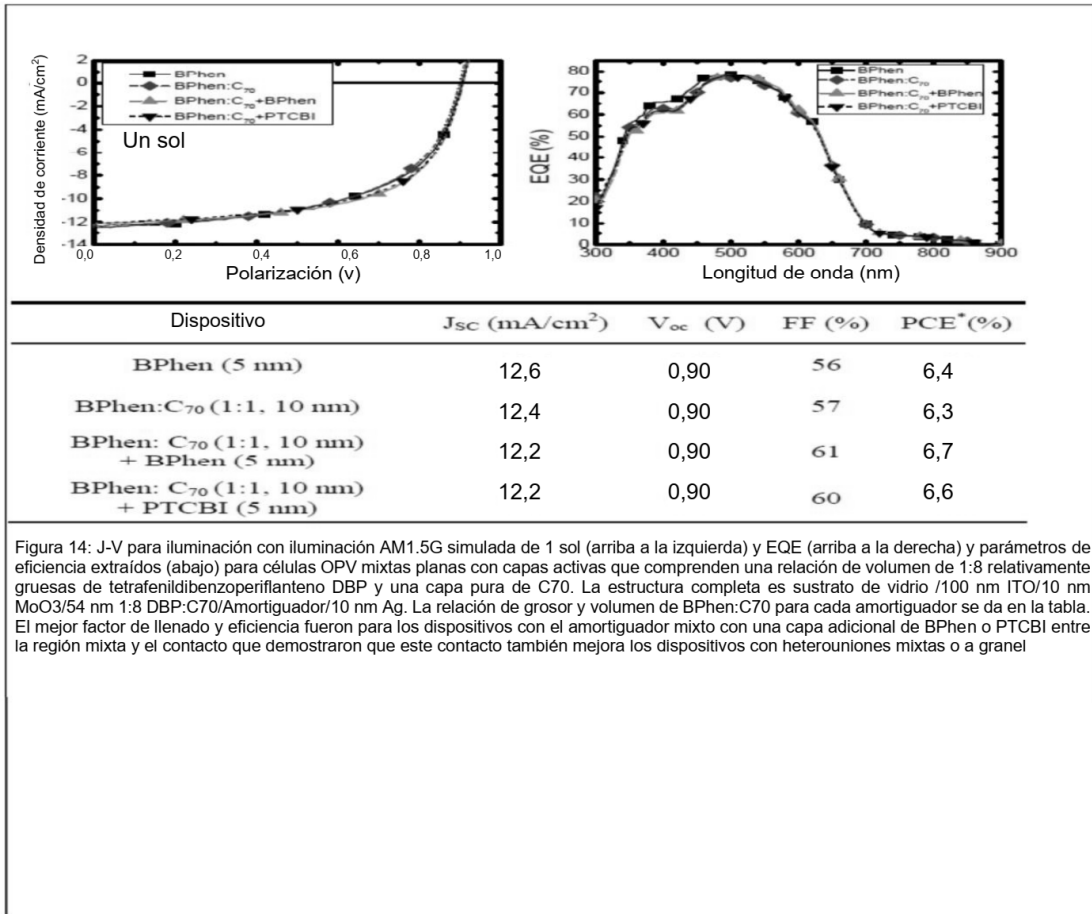 Densidad de corriente (mA/cm²)
2
0
-2
-4
-6
-8
-10
-12
-14
BPhen
BPhen:C₇₀
BPhen:C₇₀+BPhen
BPhen:C₇₀+PTCBI
Un sol
0,0 0,2 0,4 0,6 0,8 1,0
Polarización (v)
EQE (%)
80
70
60
50
40
30
20
10
0
BPhen
BPhen:C₇₀
BPhen:C₇₀+BPhen
BPhen:C₇₀+PTCBI
300 400 500 600 700 800 900
Longitud de onda (nm)
Dispositivo J_SC (mA/cm²) V_oc (V) FF (%) PCE*(%)
BPhen (5 nm) 12,6 0,90 56 6,4
BPhen:C₇₀ (1:1, 10 nm) 12,4 0,90 57 6,3
BPhen: C₇₀ (1:1, 10 nm)
+ BPhen (5 nm) 12,2 0,90 61 6,7
BPhen: C₇₀ (1:1, 10 nm)
+ PTCBI (5 nm) 12,2 0,90 60 6,6
Figura 14: J-V para iluminación con iluminación AM1.5G simulada de 1 sol (arriba a la izquierda) y EQE (arriba a la derecha) y parámetros de
eficiencia extraídos (abajo) para células OPV mixtas planas con capas activas que comprenden una relación de volumen de 1:8 relativamente
gruesas de tetrafenildibenzoperiflanteno DBP y una capa pura de C70. La estructura completa es sustrato de vidrio /100 nm ITO/10 nm
MoO3/54 nm 1:8 DBP:C70/Amortiguador/10 nm Ag. La relación de grosor y volumen de BPhen:C70 para cada amortiguador se da en la tabla.
El mejor factor de llenado y eficiencia fueron para los dispositivos con el amortiguador mixto con una capa adicional de BPhen o PTCBI entre
la región mixta y el contacto que demostraron que este contacto también mejora los dispositivos con heterouniones mixtas o a granel